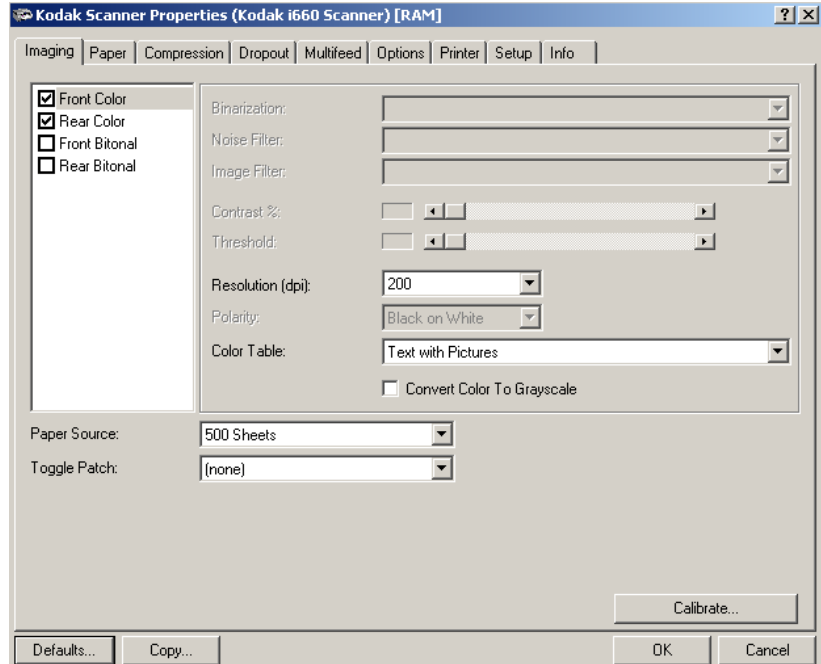 Kodak Scanner Properties (Kodak i660 Scanner) [RAM]
Imaging Paper Compression Dropout Multifeed Options Printer Setup Info
Front Color
Rear Color
Front Bitonal
Rear Bitonal
Binarization:
Noise Filter:
Image Filter:
Contrast %:
Threshold:
Resolution (dpi): 200
Polarity: Black on White
Color Table: Text with Pictures
Convert Color To Grayscale
Paper Source: 500 Sheets
Toggle Patch: (none)
Calibrate...
Defaults... Copy... OK Cancel